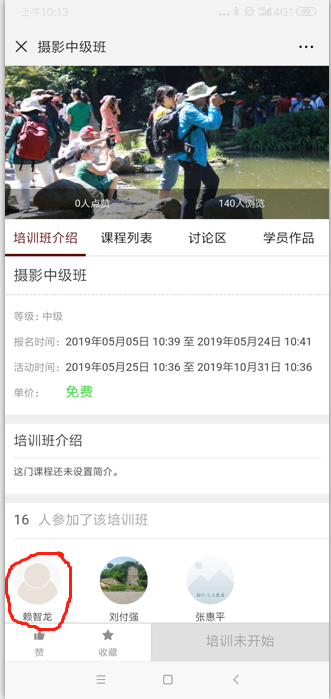 上午10:13
4G+
99
摄影中级班
0人点赞 140人浏览
培训班介绍 课程列表 讨论区 学员作品
摄影中级班
等级: 中级
报名时间: 2019年05月05日 10:39 至 2019年05月24日 10:41
活动时间: 2019年05月25日 10:36 至 2019年10月31日 10:36
单价: 免费
培训班介绍
这门课程还未设置简介。
16 人参加了该培训班
赖智龙 刘付强 张惠平
赞 收藏 培训未开始